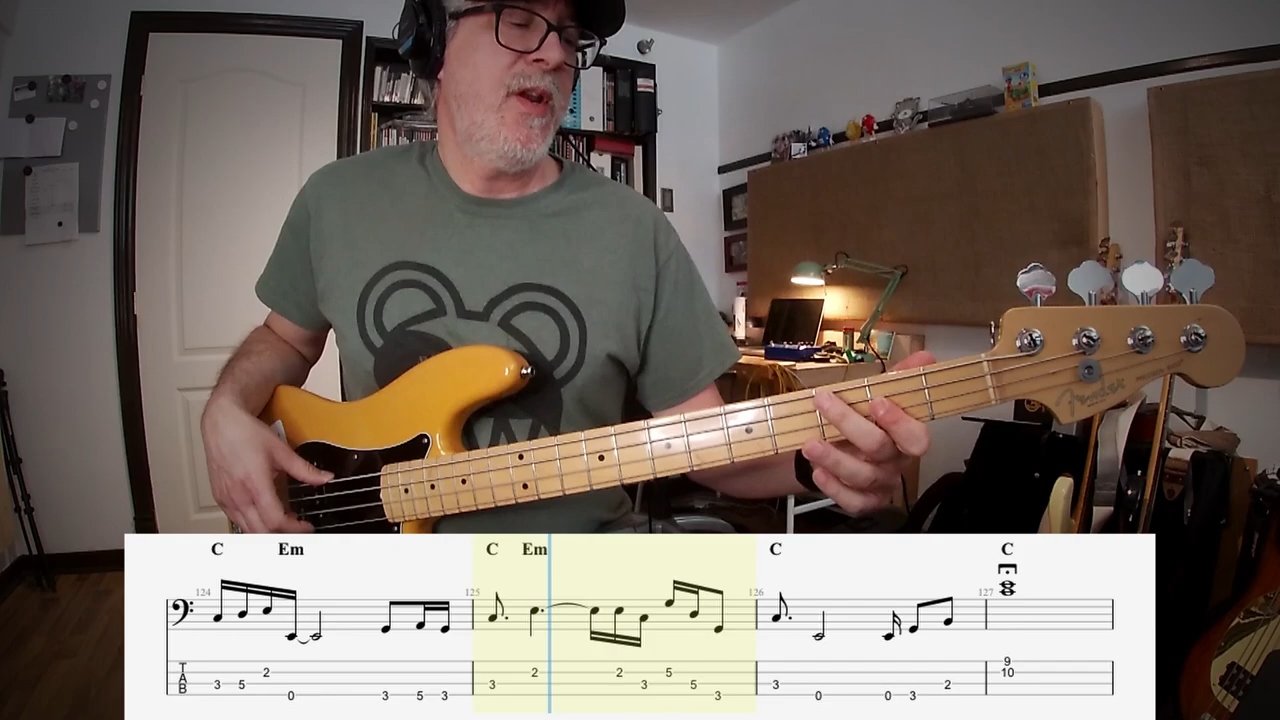 Fender
C Em C Em C C
124 125 126 127
T 2 2 2 5 9
A 3 5 3 3 5 3 2 10
B 0 3 5 3 3 0 0 3